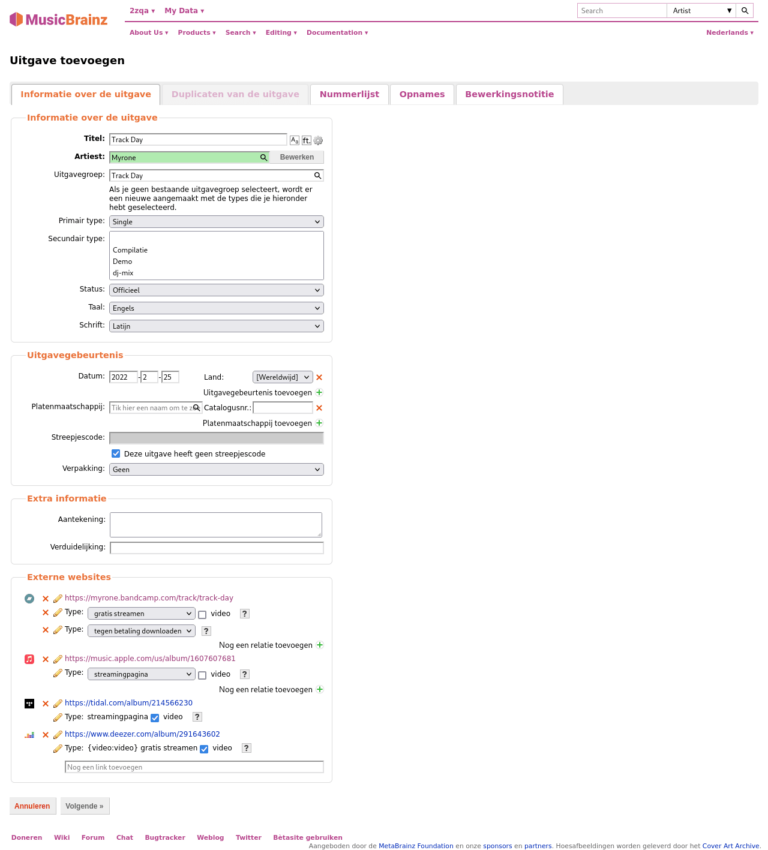 MusicBrainz
2zqa ▾ My Data ▾
Search Artist ▼
About Us ▾ Products ▾ Search ▾ Editing ▾ Documentation ▾ Nederlands ▾
Uitgave toevoegen
Informatie over de uitgave Duplicaten van de uitgave Nummerlijst Opnames Bewerkingsnotitie
Informatie over de uitgave
Titel: Track Day
Artiest: Myrone Bewerken
Uitgavegroep: Track Day
Als je geen bestaande uitgavegroep selecteert, wordt er
een nieuwe aangemaakt met de types die je hieronder
hebt geselecteerd.
Primair type: Single
Secundair type:
Compilatie
Demo
dj-mix
Status: Officieel
Taal: Engels
Schrift: Latijn
Uitgavegebeurtenis
Datum: 2022 - 2 - 25 Land: [Wereldwijd]
Uitgavegebeurtenis toevoegen
Platenmaatschappij: Tik hier een naam om te z Catalogusnr.:
Platenmaatschappij toevoegen
Streepjescode:
Deze uitgave heeft geen streepjescode
Verpakking: Geen
Extra informatie
Aantekening:
Verduidelijking:
Externe websites
https://myrone.bandcamp.com/track/track-day
Type: gratis streamen video ?
Type: tegen betaling downloaden ?
Nog een relatie toevoegen
https://music.apple.com/us/album/1607607681
Type: streamingpagina video ?
Nog een relatie toevoegen
https://tidal.com/album/214566230
Type: streamingpagina video ?
https://www.deezer.com/album/291643602
Type: {video:video} gratis streamen video ?
Nog een link toevoegen
Annuleren Volgende »
Doneren Wiki Forum Chat Bugtracker Weblog Twitter Bètasite gebruiken
Aangeboden door de MetaBrainz Foundation en onze sponsors en partners. Hoesafbeeldingen worden geleverd door het Cover Art Archive.